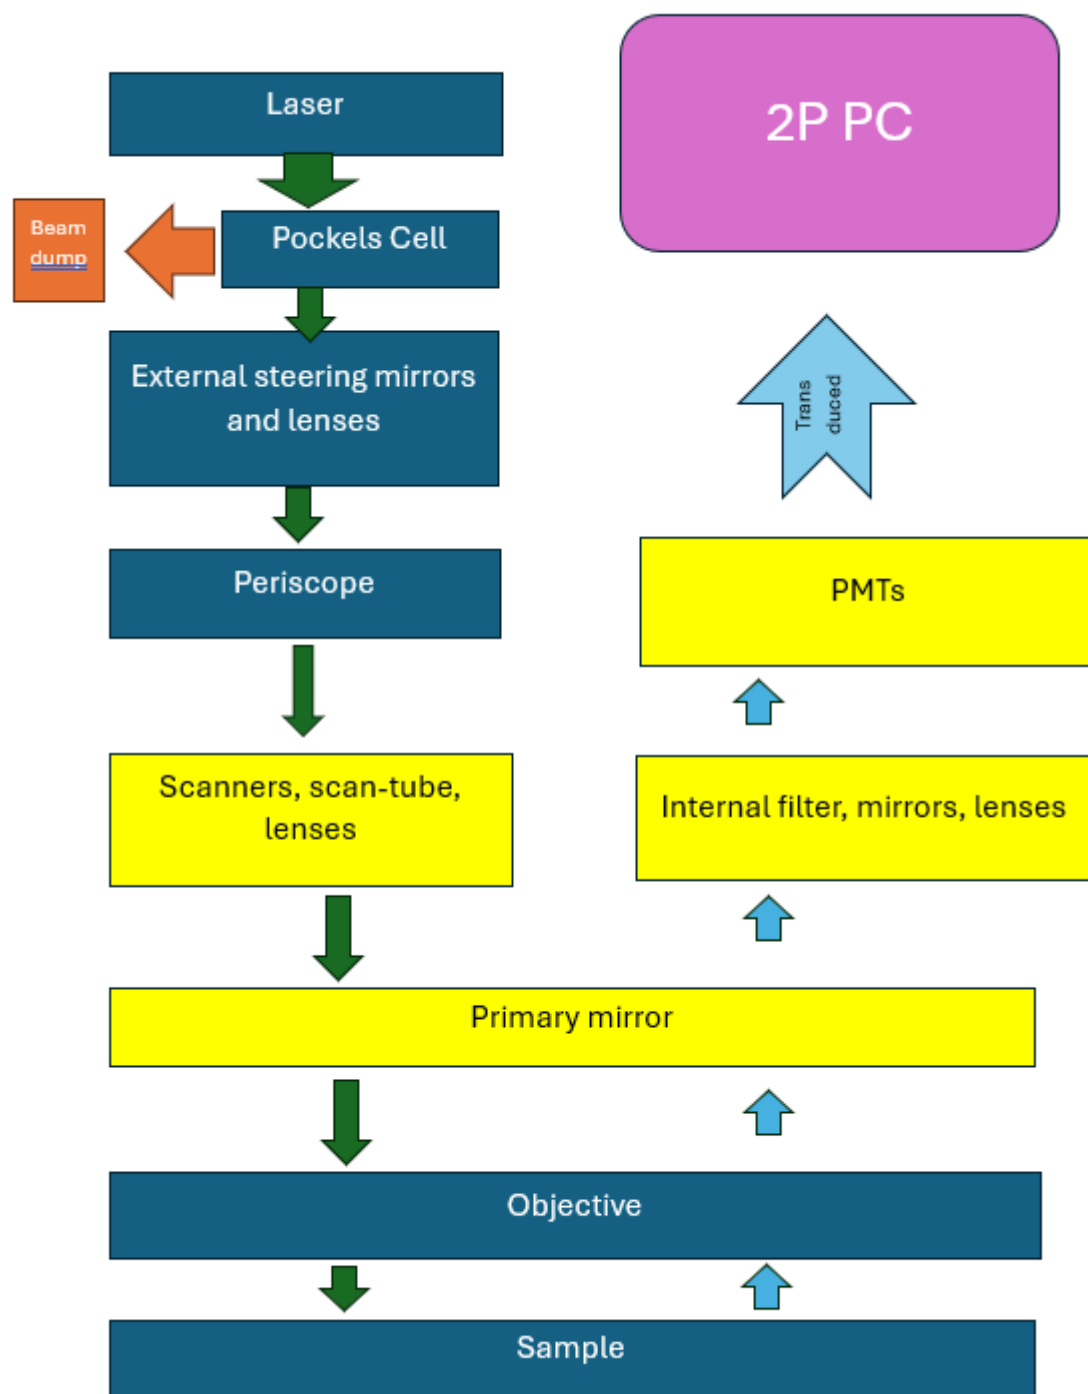 Laser
2P PC
Beam
dump
Pockels Cell
External steering mirrors
and lenses
Trans
duced
Periscope
PMTs
Scanners, scan-tube,
lenses
Internal filter, mirrors, lenses
Primary mirror
Objective
Sample